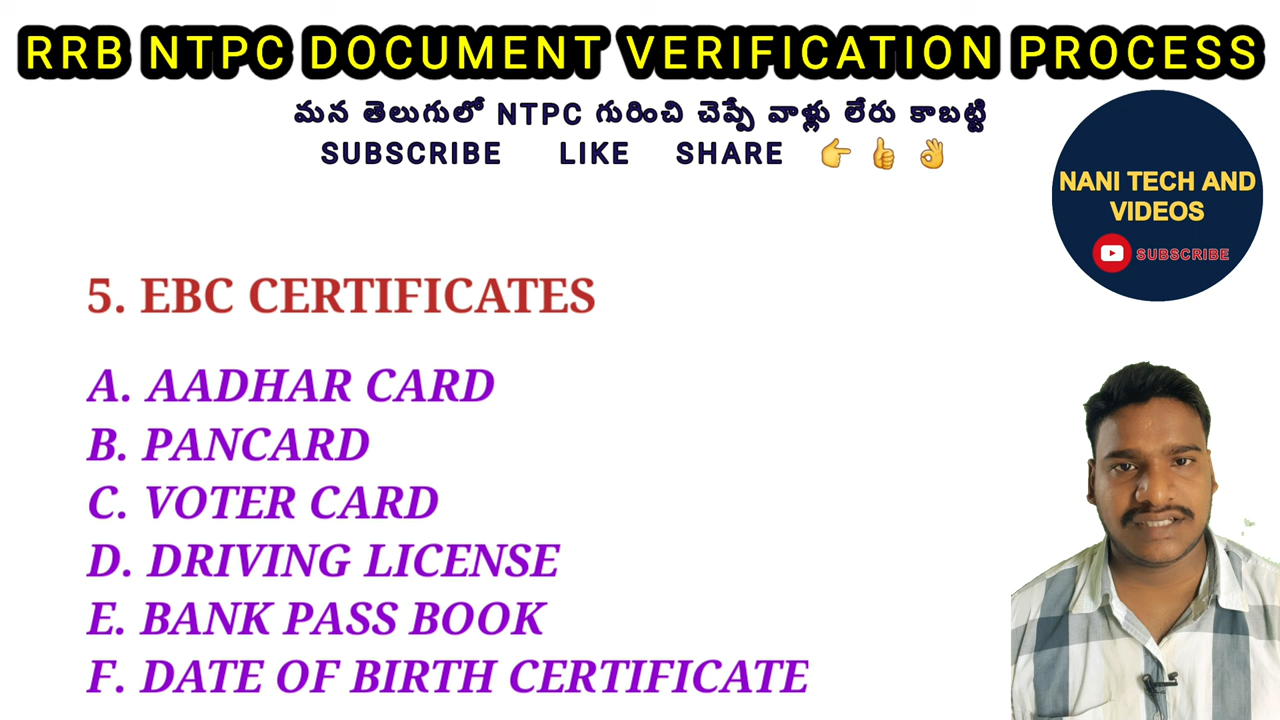 RRB NTPC DOCUMENT VERIFICATION PROCESS
మన తెలుగులో NTPC గురించి చెప్పే వాళ్లు లేరు కాబట్టి
SUBSCRIBE LIKE SHARE 👉 👍 👌
NANI TECH AND
VIDEOS
SUBSCRIBE
5. EBC CERTIFICATES
A. AADHAR CARD
B. PANCARD
C. VOTER CARD
D. DRIVING LICENSE
E. BANK PASS BOOK
F. DATE OF BIRTH CERTIFICATE